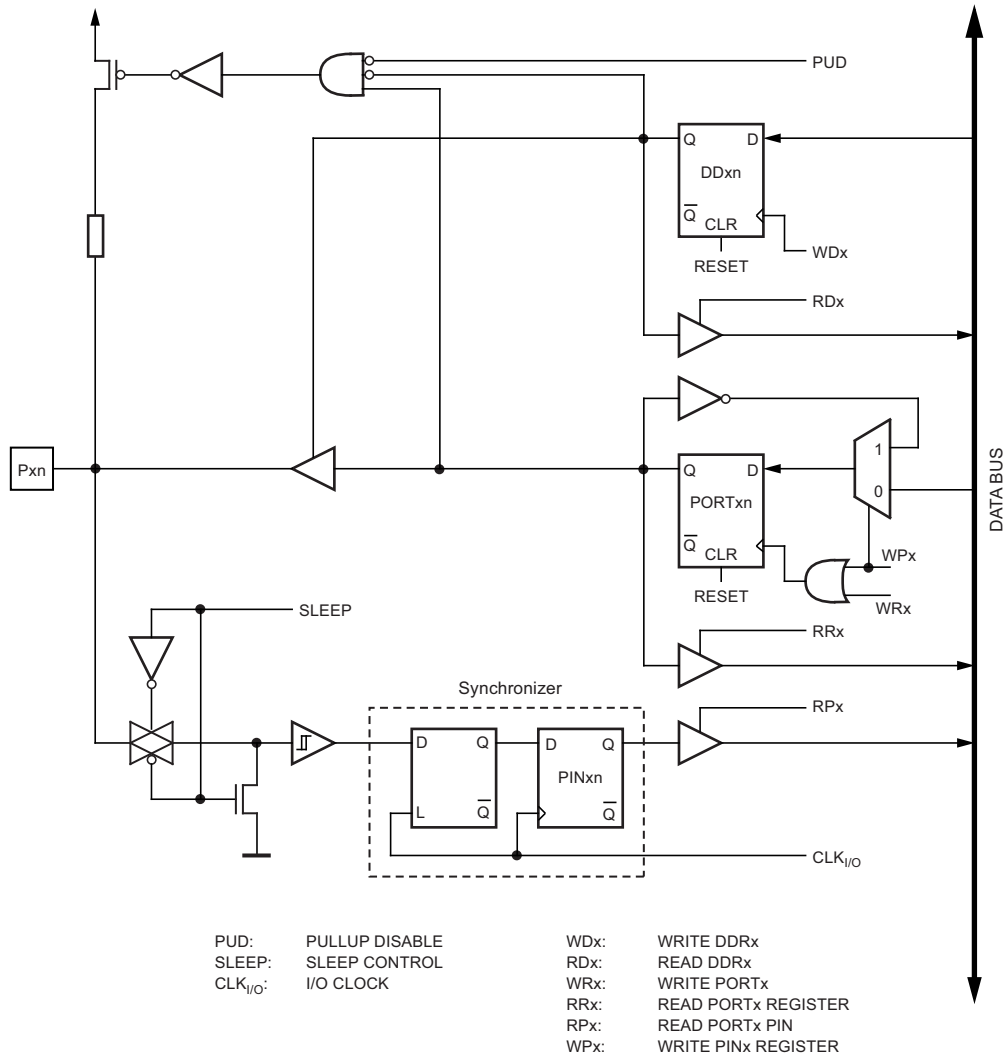 PUD
Q D
DDxn
Q
CLR
RESET
WDx
RDx
Pxn
1
Q D
PORTxn
0
Q
CLR
RESET
WPx
WRx
DATA BUS
SLEEP
RRx
Synchronizer
RPx
D Q D Q
PINxn
L Q Q
CLKI/O
PUD: PULLUP DISABLE
SLEEP: SLEEP CONTROL
CLKI/O: I/O CLOCK
WDx: WRITE DDRx
RDx: READ DDRx
WRx: WRITE PORTx
RRx: READ PORTx REGISTER
RPx: READ PORTx PIN
WPx: WRITE PINx REGISTER